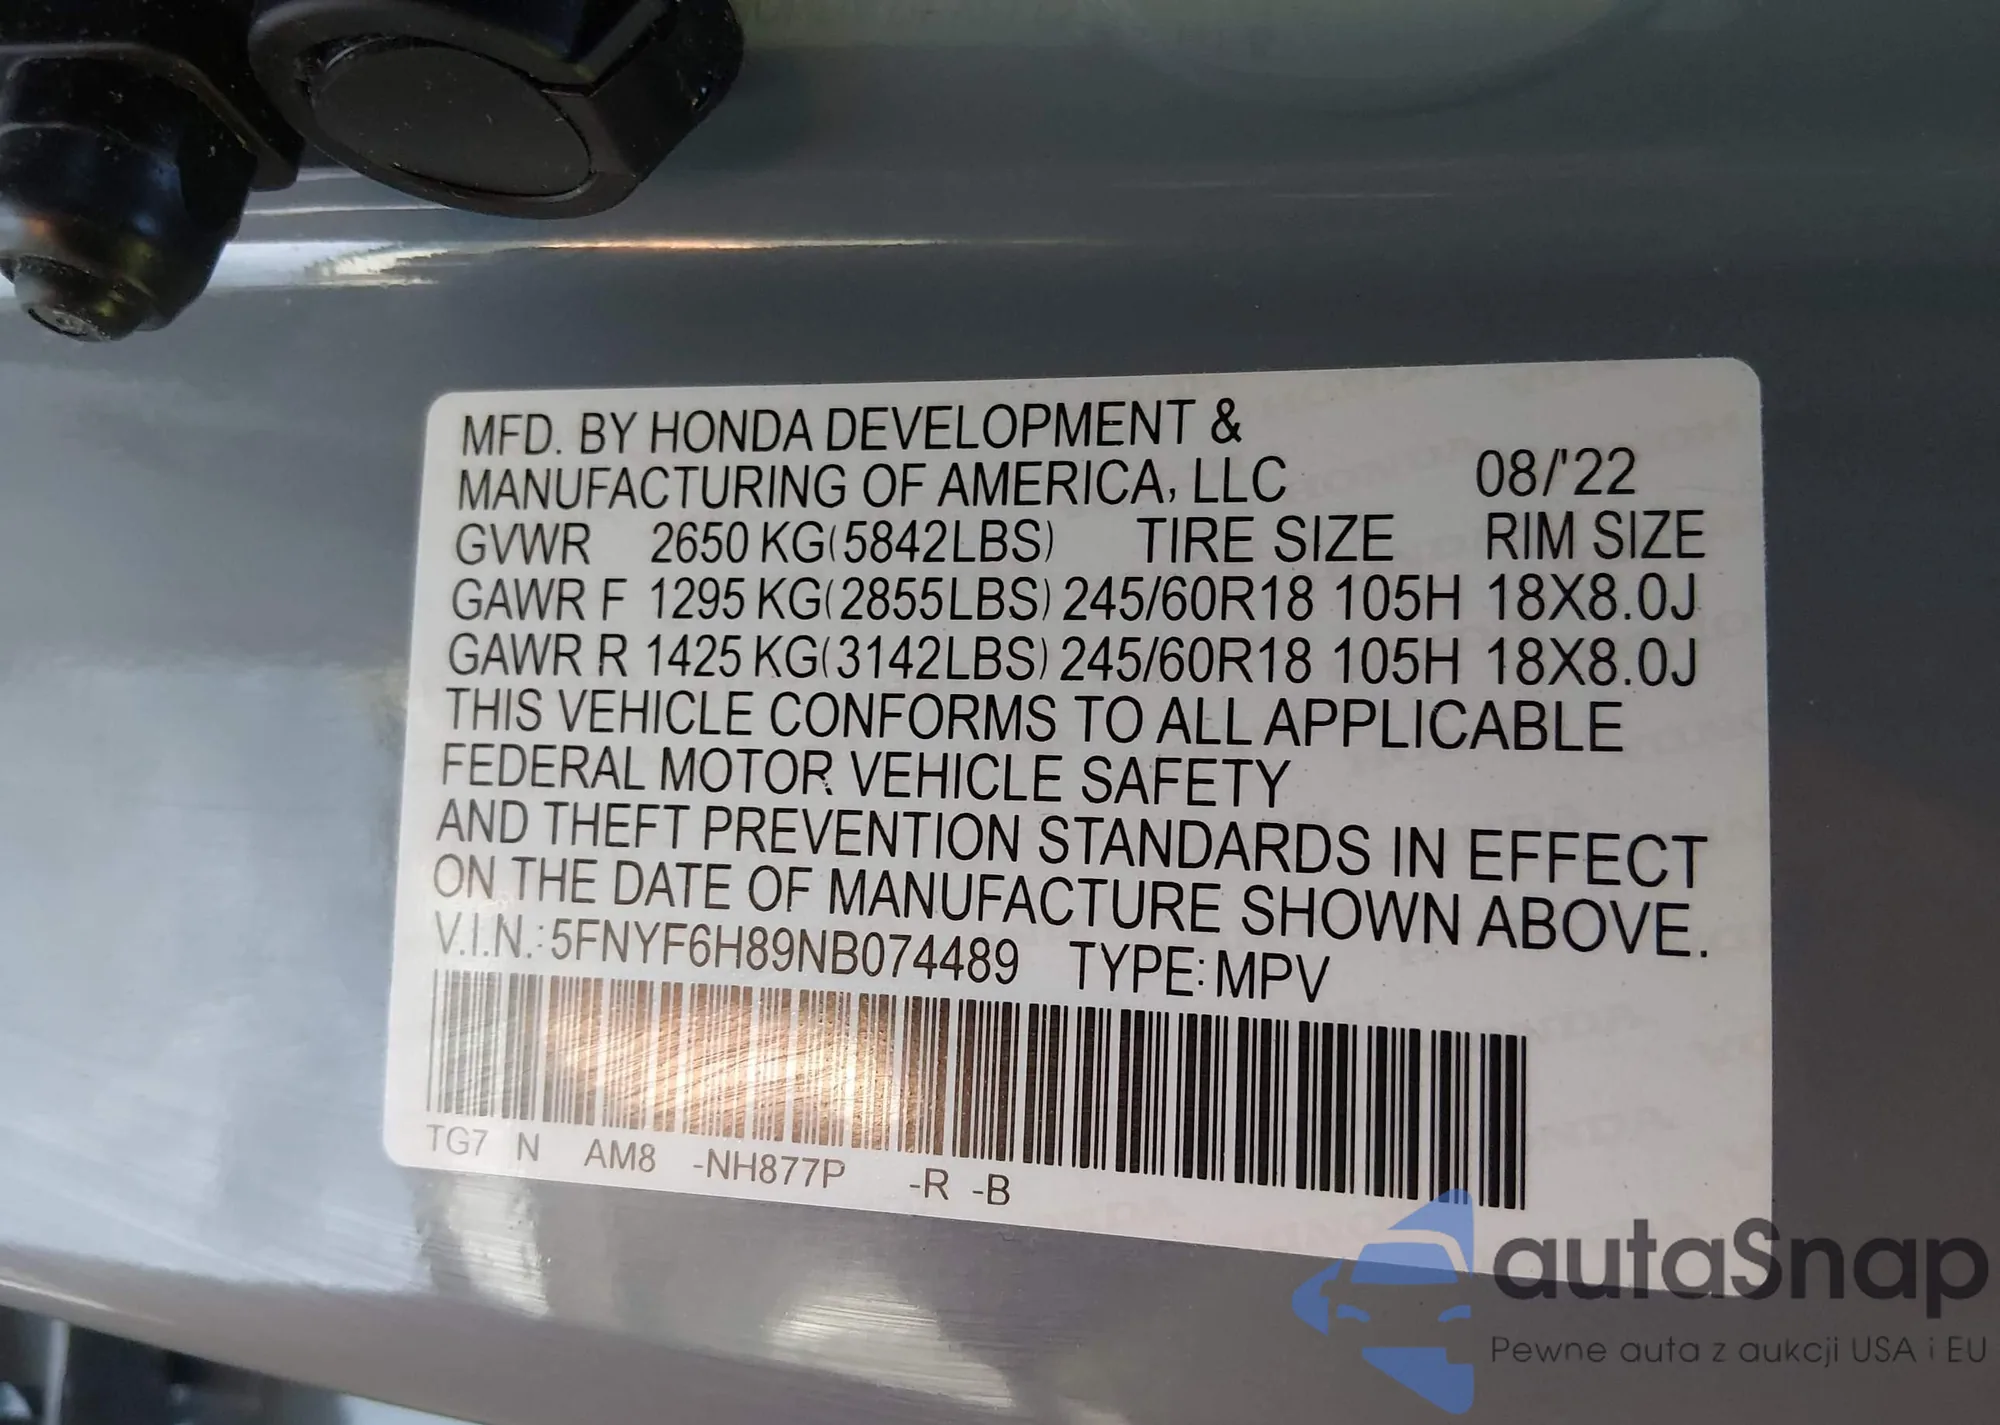 MFD. BY HONDA DEVELOPMENT &
MANUFACTURING OF AMERICA, LLC 08/'22
GVWR 2650 KG(5842LBS) TIRE SIZE RIM SIZE
GAWR F 1295 KG(2855LBS) 245/60R18 105H 18X8.0J
GAWR R 1425 KG(3142LBS) 245/60R18 105H 18X8.0J
THIS VEHICLE CONFORMS TO ALL APPLICABLE
FEDERAL MOTOR VEHICLE SAFETY
AND THEFT PREVENTION STANDARDS IN EFFECT
ON THE DATE OF MANUFACTURE SHOWN ABOVE.
V.I.N.: 5FNYF6H89NB074489 TYPE: MPV
TG7 N AM8 -NH877P -R -B
autaSnap
Pewne auta z aukcji USA i EU